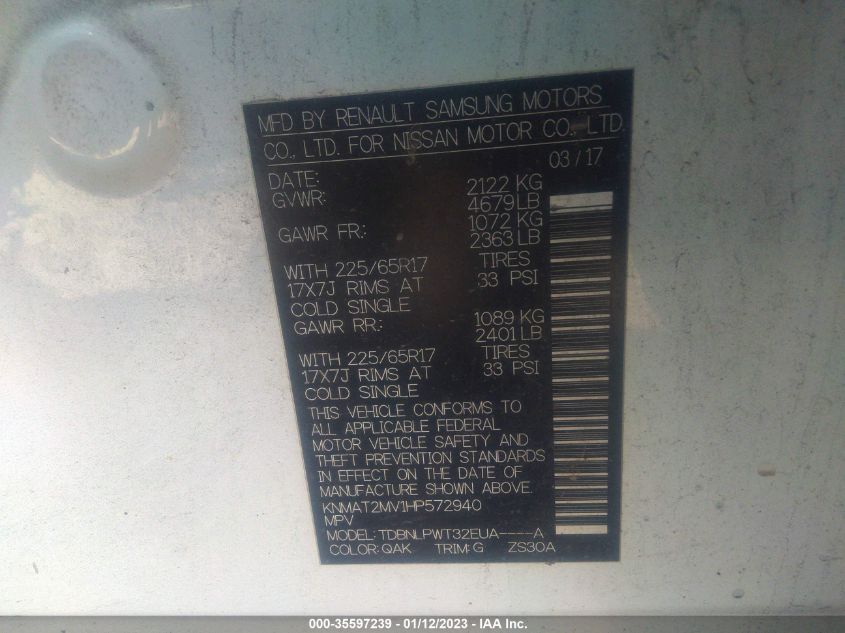 MFD BY RENAULT SAMSUNG MOTORS
CO., LTD. FOR NISSAN MOTOR CO., LTD.
DATE: 03/17
GVWR: 2122 KG
4679 LB
GAWR FR.: 1072 KG
2363 LB
WITH 225/65R17 TIRES
17X7J RIMS AT 33 PSI
COLD SINGLE
GAWR RR.: 1089 KG
2401 LB
WITH 225/65R17 TIRES
17X7J RIMS AT 33 PSI
COLD SINGLE
THIS VEHICLE CONFORMS TO
ALL APPLICABLE FEDERAL
MOTOR VEHICLE SAFETY AND
THEFT PREVENTION STANDARDS
IN EFFECT ON THE DATE OF
MANUFACTURE SHOWN ABOVE.
KNMAT2MV1HP572940
MPV
MODEL: TDBNLPWT32EUA----A
COLOR: QAK TRIM: G ZS30A
000-35597239 - 01/12/2023 - IAA Inc.